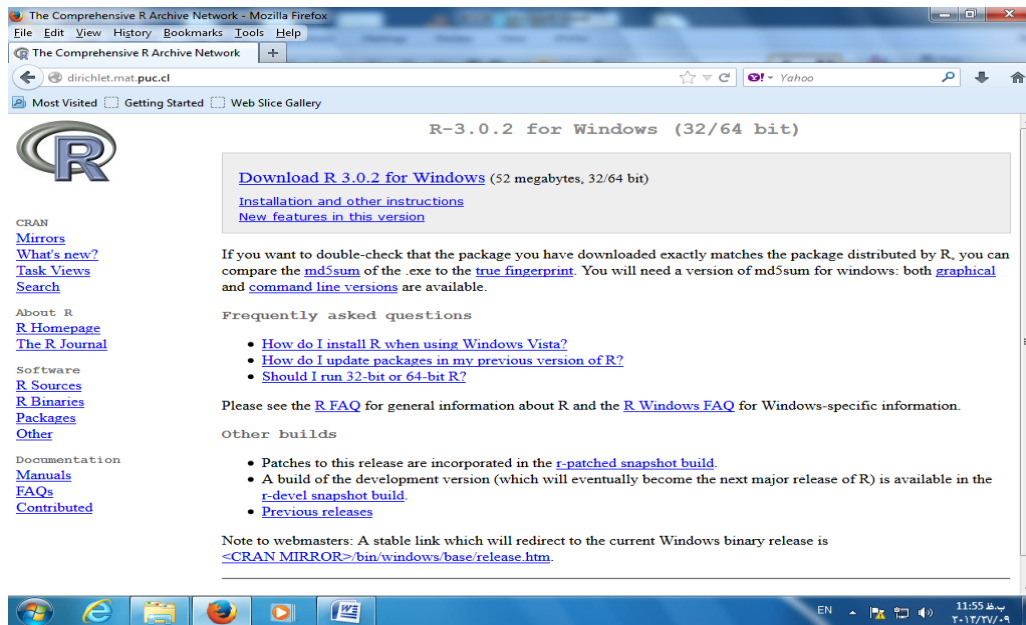 The Comprehensive R Archive Network - Mozilla Firefox
File Edit View History Bookmarks Tools Help
The Comprehensive R Archive Network
dirichlet.mat.puc.cl
Yahoo
Most Visited Getting Started Web Slice Gallery
R
R-3.0.2 for Windows (32/64 bit)
Download R 3.0.2 for Windows (52 megabytes, 32/64 bit)
Installation and other instructions
New features in this version
CRAN
Mirrors
What's new?
Task Views
Search
About R
R Homepage
The R Journal
Software
R Sources
R Binaries
Packages
Other
Documentation
Manuals
FAQs
Contributed
If you want to double-check that the package you have downloaded exactly matches the package distributed by R, you can
compare the md5sum of the .exe to the true fingerprint. You will need a version of md5sum for windows: both graphical
and command line versions are available.
Frequently asked questions
• How do I install R when using Windows Vista?
• How do I update packages in my previous version of R?
• Should I run 32-bit or 64-bit R?
Please see the R FAQ for general information about R and the R Windows FAQ for Windows-specific information.
Other builds
• Patches to this release are incorporated in the r-patched snapshot build.
• A build of the development version (which will eventually become the next major release of R) is available in the
r-devel snapshot build.
• Previous releases
Note to webmasters: A stable link which will redirect to the current Windows binary release is
<CRAN MIRROR>/bin/windows/base/release.htm.
EN
11:55 ب.ظ
٢٠١٣/٢٧/٠٩